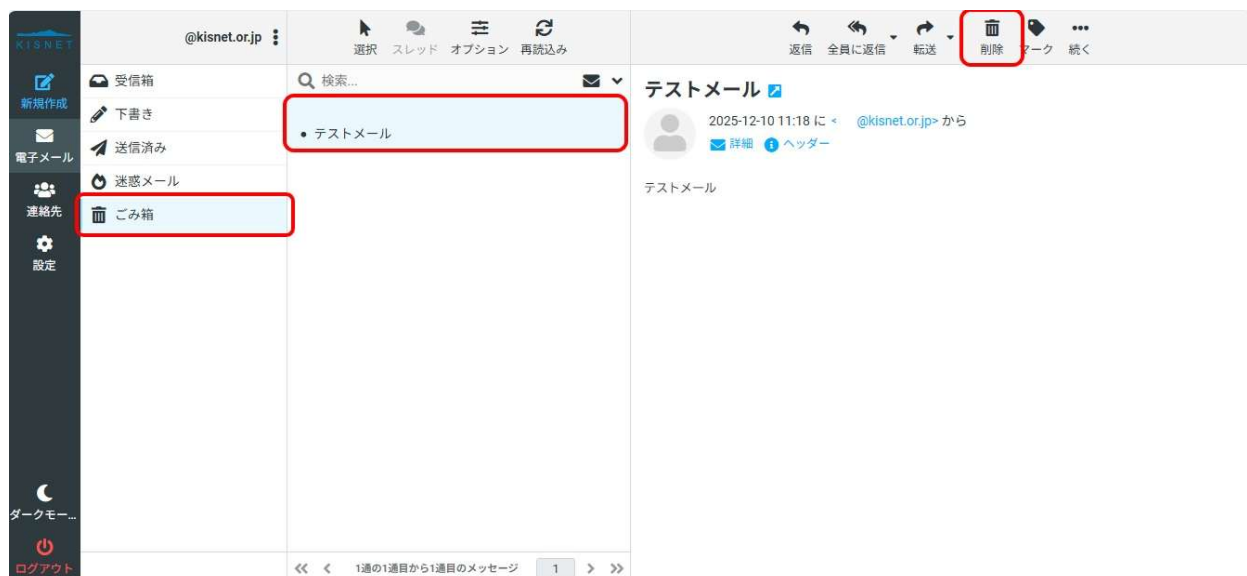 KISNET
新規作成
電子メール
連絡先
設定
ダークモー...
ログアウト
@kisnet.or.jp
受信箱
下書き
送信済み
迷惑メール
ごみ箱
選択 スレッド オプション 再読込み
検索...
• テストメール
1通の1通目から1通目のメッセージ 1
返信 全員に返信 転送 削除 マーク 続く
テストメール
2025-12-10 11:18 に < @kisnet.or.jp> から
詳細 ヘッダー
テストメール